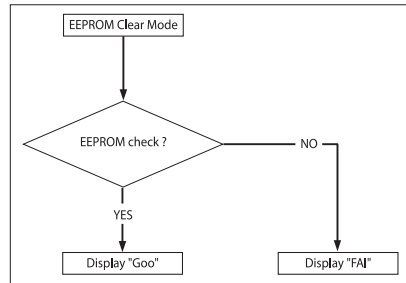 EEPROM Clear Mode
EEPROM check ?
NO
YES
Display "Goo"
Display "FAI"